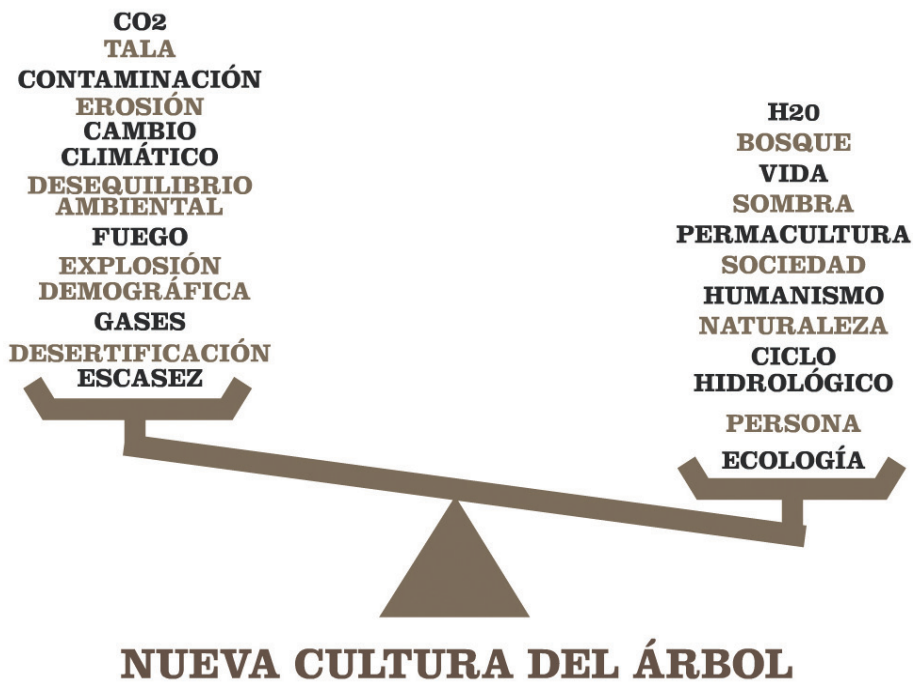 CO2
TALA
CONTAMINACIÓN
EROSIÓN
CAMBIO
CLIMÁTICO
DESEQUILIBRIO
AMBIENTAL
FUEGO
EXPLOSIÓN
DEMOGRÁFICA
GASES
DESERTIFICACIÓN
ESCASEZ
H20
BOSQUE
VIDA
SOMBRA
PERMACULTURA
SOCIEDAD
HUMANISMO
NATURALEZA
CICLO
HIDROLÓGICO
PERSONA
ECOLOGÍA
NUEVA CULTURA DEL ÁRBOL